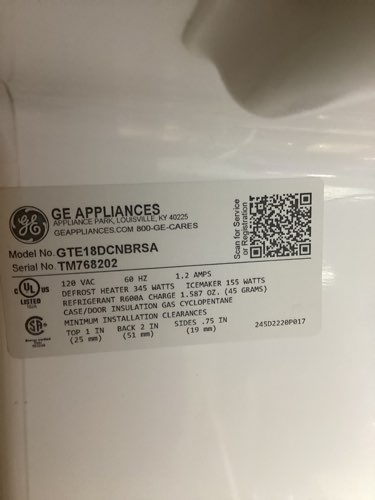 GE APPLIANCES
APPLIANCE PARK, LOUISVILLE, KY 40225
GEAPPLIANCES.COM 800-GE-CARES
Scan for Service
or Registration
Model No. GTE18DCNBRSA
Serial No. TM768202
120 VAC 60 HZ 1.2 AMPS
DEFROST HEATER 345 WATTS ICEMAKER 155 WATTS
REFRIGERANT R600A CHARGE 1.587 OZ. (45 GRAMS)
CASE/DOOR INSULATION GAS CYCLOPENTANE
MINIMUM INSTALLATION CLEARANCES
TOP 1 IN BACK 2 IN SIDES .75 IN
(25 mm) (51 mm) (19 mm)
245D2220P017
GE
c UL US
LISTED